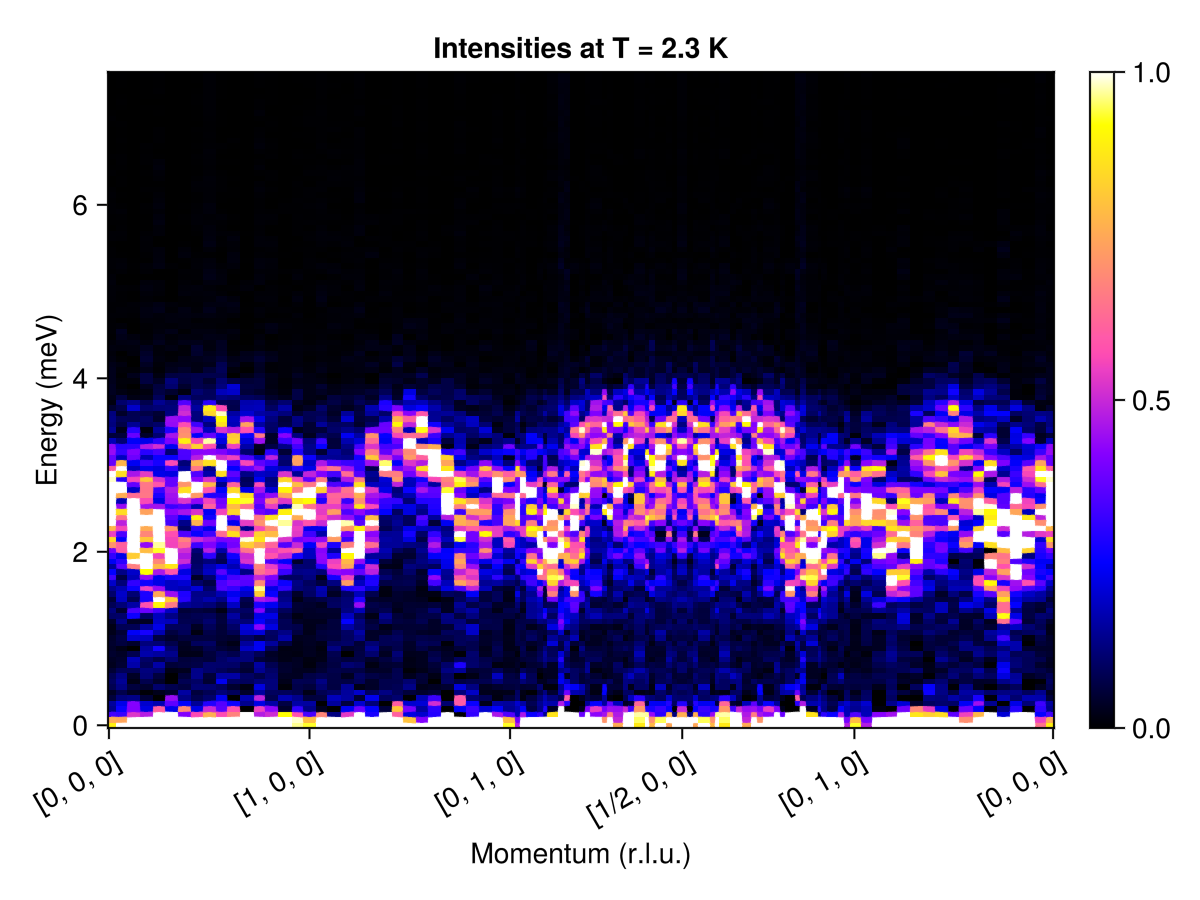 Intensities at T = 2.3 K
1.0
6
Energy (meV)
4
0.5
2
0
0.0
[0, 0, 0]
[1, 0, 0]
[0, 1, 0]
[1/2, 0, 0]
[0, 1, 0]
[0, 0, 0]
Momentum (r.l.u.)